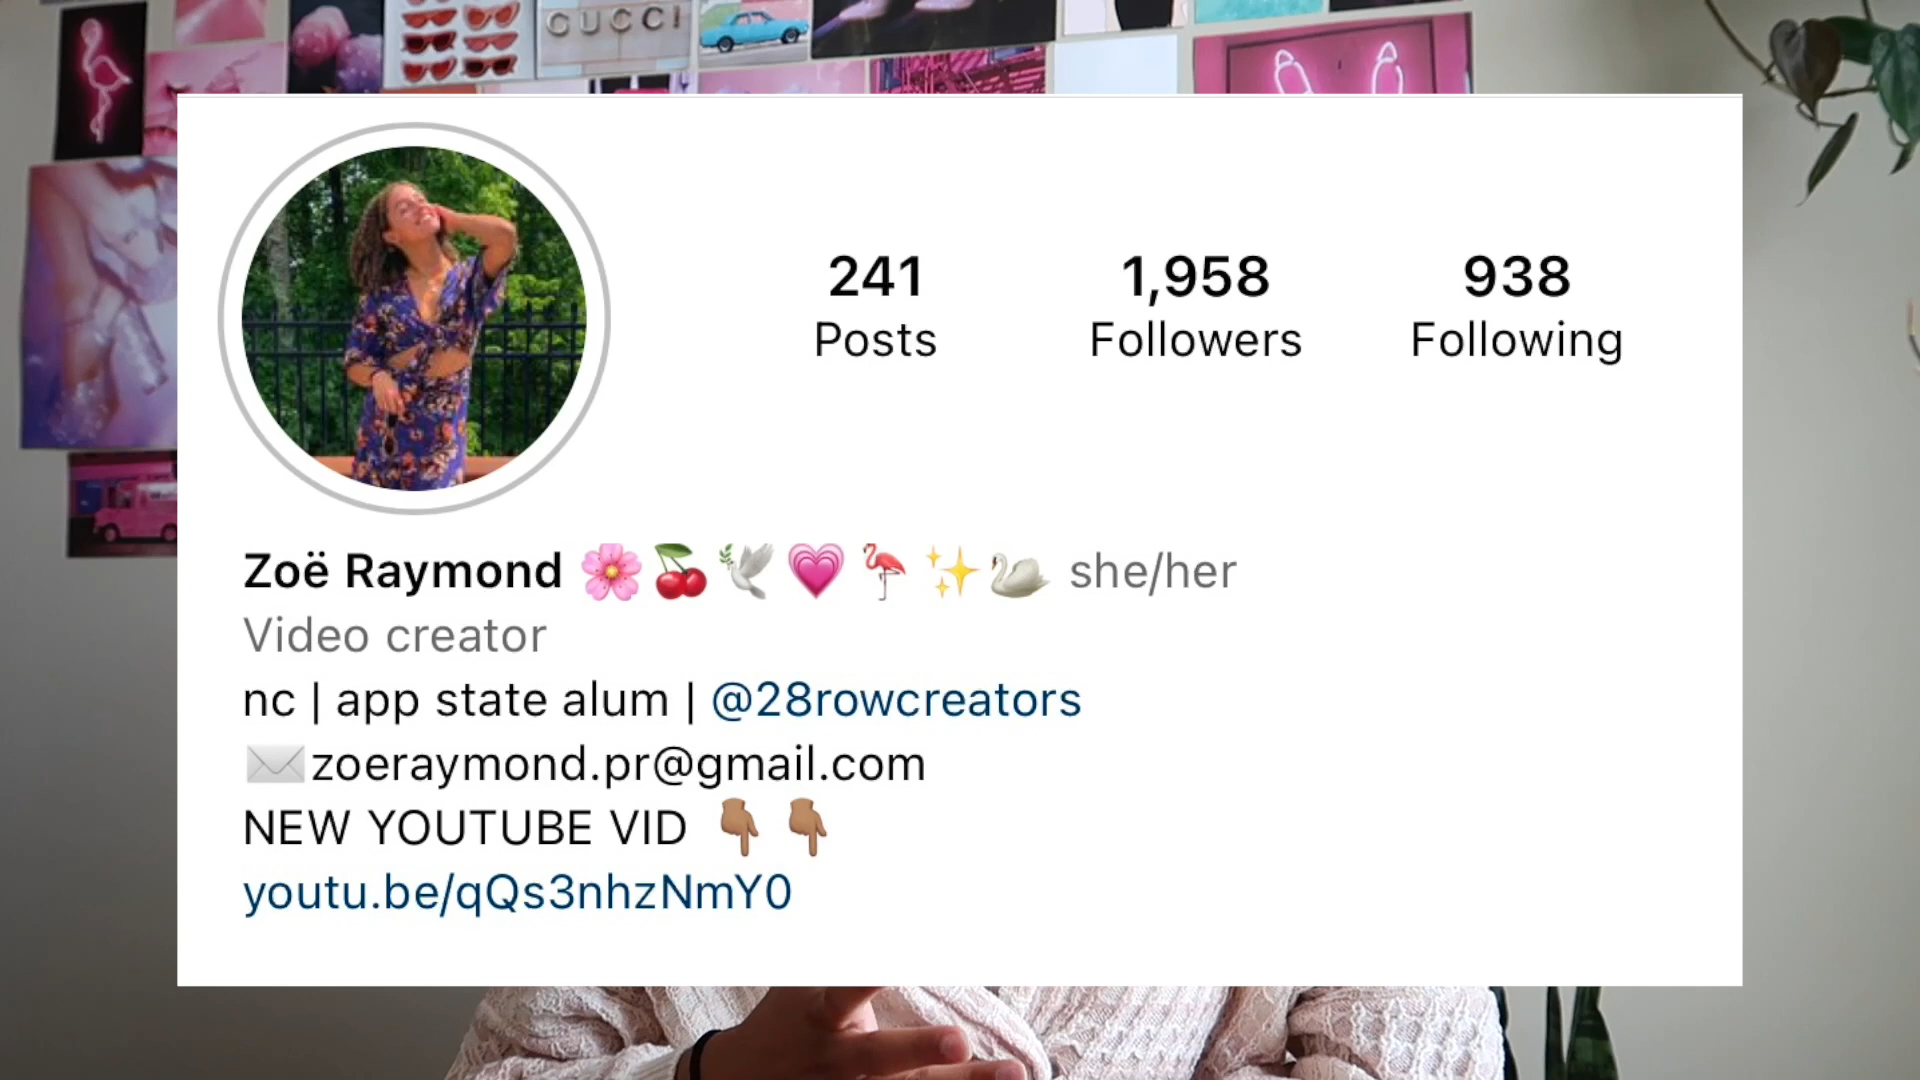 GUCCI
241 1,958 938
Posts Followers Following
Zoë Raymond 🌸🍒🕊️💗🦩✨🦢 she/her
Video creator
nc | app state alum | @28rowcreators
✉️zoeraymond.pr@gmail.com
NEW YOUTUBE VID 👇🏽👇🏽
youtu.be/qQs3nhzNmY0